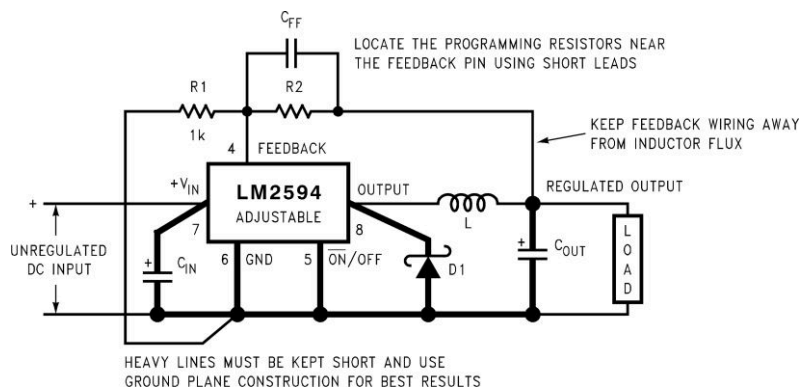 CFF
LOCATE THE PROGRAMMING RESISTORS NEAR
THE FEEDBACK PIN USING SHORT LEADS
R1
R2
1k
4
FEEDBACK
KEEP FEEDBACK WIRING AWAY
FROM INDUCTOR FLUX
+VIN
LM2594
ADJUSTABLE
OUTPUT
REGULATED OUTPUT
+
7
8
L
UNREGULATED
DC INPUT
+
CIN
6
GND
5
ON/OFF
D1
+
COUT
LOAD
HEAVY LINES MUST BE KEPT SHORT AND USE
GROUND PLANE CONSTRUCTION FOR BEST RESULTS